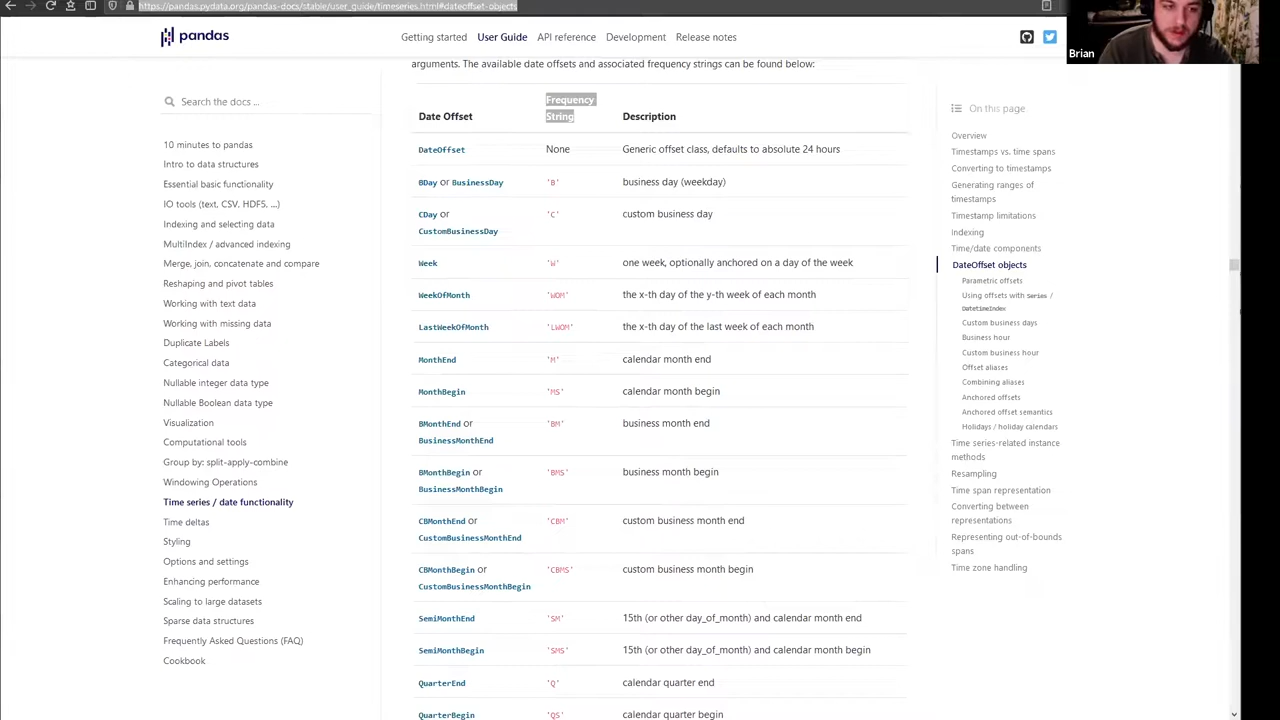 https://pandas.pydata.org/pandas-docs/stable/user_guide/timeseries.html#dateoffset-objects
Brian
pandas
Getting started User Guide API reference Development Release notes
Search the docs ...
10 minutes to pandas
Intro to data structures
Essential basic functionality
IO tools (text, CSV, HDF5, ...)
Indexing and selecting data
MultiIndex / advanced indexing
Merge, join, concatenate and compare
Reshaping and pivot tables
Working with text data
Working with missing data
Duplicate Labels
Categorical data
Nullable integer data type
Nullable Boolean data type
Visualization
Computational tools
Group by: split-apply-combine
Windowing Operations
Time series / date functionality
Time deltas
Styling
Options and settings
Enhancing performance
Scaling to large datasets
Sparse data structures
Frequently Asked Questions (FAQ)
Cookbook
arguments. The available date offsets and associated frequency strings can be found below:
Date Offset Frequency String Description
DateOffset None Generic offset class, defaults to absolute 24 hours
BDay or BusinessDay 'B' business day (weekday)
CDay or CustomBusinessDay 'C' custom business day
Week 'W' one week, optionally anchored on a day of the week
WeekOfMonth 'WOM' the x-th day of the y-th week of each month
LastWeekOfMonth 'LWOM' the x-th day of the last week of each month
MonthEnd 'M' calendar month end
MonthBegin 'MS' calendar month begin
BMonthEnd or BusinessMonthEnd 'BM' business month end
BMonthBegin or BusinessMonthBegin 'BMS' business month begin
CBMonthEnd or CustomBusinessMonthEnd 'CBM' custom business month end
CBMonthBegin or CustomBusinessMonthBegin 'CBMS' custom business month begin
SemiMonthEnd 'SM' 15th (or other day_of_month) and calendar month end
SemiMonthBegin 'SMS' 15th (or other day_of_month) and calendar month begin
QuarterEnd 'Q' calendar quarter end
QuarterBegin 'QS' calendar quarter begin
On this page
Overview
Timestamps vs. time spans
Converting to timestamps
Generating ranges of
timestamps
Timestamp limitations
Indexing
Time/date components
DateOffset objects
Parametric offsets
Using offsets with Series /
DatetimeIndex
Custom business days
Business hour
Custom business hour
Offset aliases
Combining aliases
Anchored offsets
Anchored offset semantics
Holidays / holiday calendars
Time series-related instance
methods
Resampling
Time span representation
Converting between
representations
Representing out-of-bounds
spans
Time zone handling